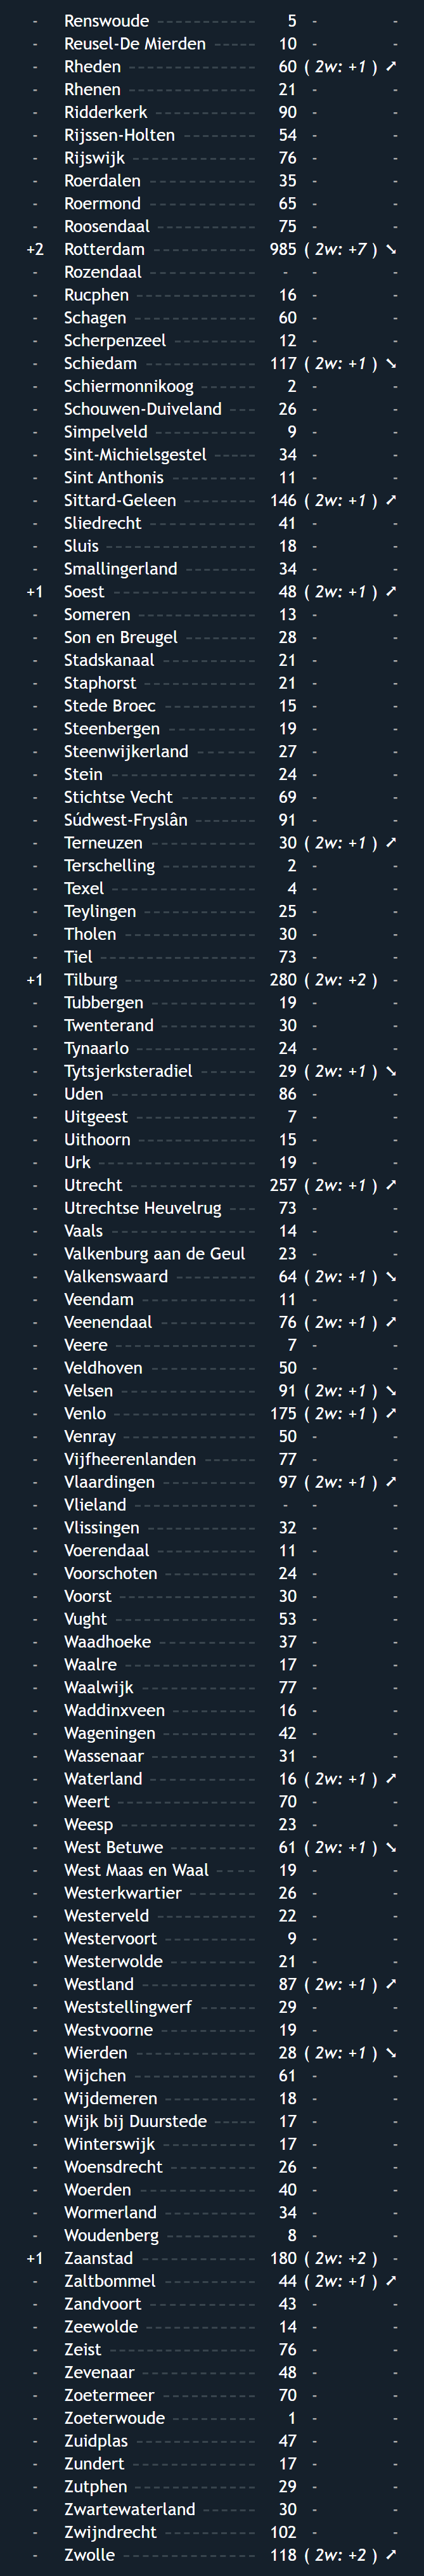 - Renswoude ------------ 5 - -
- Reusel-De Mierden ----- 10 - -
- Rheden ------------- 60 ( 2w: +1 ) ➚
- Rhenen ------------- 21 - -
- Ridderkerk ----------- 90 - -
- Rijssen-Holten -------- 54 - -
- Rijswijk ------------- 76 - -
- Roerdalen ----------- 35 - -
- Roermond ----------- 65 - -
- Roosendaal ---------- 75 - -
+2 Rotterdam ----------- 985 ( 2w: +7 ) ➘
- Rozendaal ----------- - - -
- Rucphen ------------ 16 - -
- Schagen ------------- 60 - -
- Scherpenzeel -------- 12 - -
- Schiedam ----------- 117 ( 2w: +1 ) ➘
- Schiermonnikoog ------ 2 - -
- Schouwen-Duiveland --- 26 - -
- Simpelveld ----------- 9 - -
- Sint-Michielsgestel ----- 34 - -
- Sint Anthonis --------- 11 - -
- Sittard-Geleen -------- 146 ( 2w: +1 ) ➚
- Sliedrecht ----------- 41 - -
- Sluis ---------------- 18 - -
- Smallingerland -------- 34 - -
+1 Soest --------------- 48 ( 2w: +1 ) ➚
- Someren ------------ 13 - -
- Son en Breugel -------- 28 - -
- Stadskanaal ---------- 21 - -
- Staphorst ------------ 21 - -
- Stede Broec ---------- 15 - -
- Steenbergen --------- 19 - -
- Steenwijkerland ------ 27 - -
- Stein --------------- 24 - -
- Stichtse Vecht -------- 69 - -
- Súdwest-Fryslân ------- 91 - -
- Terneuzen ----------- 30 ( 2w: +1 ) ➚
- Terschelling ---------- 2 - -
- Texel --------------- 4 - -
- Teylingen ------------ 25 - -
- Tholen -------------- 30 - -
- Tiel ----------------- 73 - -
+1 Tilburg -------------- 280 ( 2w: +2 ) -
- Tubbergen ----------- 19 - -
- Twenterand ---------- 30 - -
- Tynaarlo ------------ 24 - -
- Tytsjerksteradiel ------ 29 ( 2w: +1 ) ➘
- Uden --------------- 86 - -
- Uitgeest ------------- 7 - -
- Uithoorn ------------ 15 - -
- Urk ----------------- 19 - -
- Utrecht ------------- 257 ( 2w: +1 ) ➚
- Utrechtse Heuvelrug --- 73 - -
- Vaals --------------- 14 - -
- Valkenburg aan de Geul 23 - -
- Valkenswaard -------- 64 ( 2w: +1 ) ➘
- Veendam ------------ 11 - -
- Veenendaal ---------- 76 ( 2w: +1 ) ➚
- Veere --------------- 7 - -
- Veldhoven ----------- 50 - -
- Velsen -------------- 91 ( 2w: +1 ) ➘
- Venlo --------------- 175 ( 2w: +1 ) ➚
- Venray -------------- 50 - -
- Vijfheerenlanden ------ 77 - -
- Vlaardingen ---------- 97 ( 2w: +1 ) ➚
- Vlieland ------------- - - -
- Vlissingen ----------- 32 - -
- Voerendaal ---------- 11 - -
- Voorschoten --------- 24 - -
- Voorst -------------- 30 - -
- Vught --------------- 53 - -
- Waadhoeke ---------- 37 - -
- Waalre -------------- 17 - -
- Waalwijk ------------ 77 - -
- Waddinxveen --------- 16 - -
- Wageningen ---------- 42 - -
- Wassenaar ----------- 31 - -
- Waterland ----------- 16 ( 2w: +1 ) ➚
- Weert -------------- 70 - -
- Weesp -------------- 23 - -
- West Betuwe --------- 61 ( 2w: +1 ) ➘
- West Maas en Waal ---- 19 - -
- Westerkwartier ------- 26 - -
- Westerveld ---------- 22 - -
- Westervoort --------- 9 - -
- Westerwolde --------- 21 - -
- Westland ------------ 87 ( 2w: +1 ) ➚
- Weststellingwerf ------ 29 - -
- Westvoorne ---------- 19 - -
- Wierden ------------ 28 ( 2w: +1 ) ➘
- Wijchen ------------- 61 - -
- Wijdemeren --------- 18 - -
- Wijk bij Duurstede ----- 17 - -
- Winterswijk ---------- 17 - -
- Woensdrecht --------- 26 - -
- Woerden ------------ 40 - -
- Wormerland --------- 34 - -
- Woudenberg --------- 8 - -
+1 Zaanstad ------------ 180 ( 2w: +2 ) -
- Zaltbommel ---------- 44 ( 2w: +1 ) ➚
- Zandvoort ----------- 43 - -
- Zeewolde ------------ 14 - -
- Zeist --------------- 76 - -
- Zevenaar ------------ 48 - -
- Zoetermeer ---------- 70 - -
- Zoeterwoude --------- 1 - -
- Zuidplas ------------- 47 - -
- Zundert ------------- 17 - -
- Zutphen ------------- 29 - -
- Zwartewaterland ------ 30 - -
- Zwijndrecht ---------- 102 - -
- Zwolle -------------- 118 ( 2w: +2 ) ➚